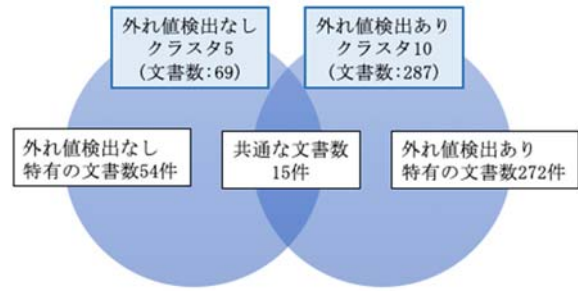 外れ値検出なし
クラスタ5
(文書数:69)
外れ値検出あり
クラスタ10
(文書数:287)
外れ値検出なし
特有の文書数54件
共通な文書数
15件
外れ値検出あり
特有の文書数272件